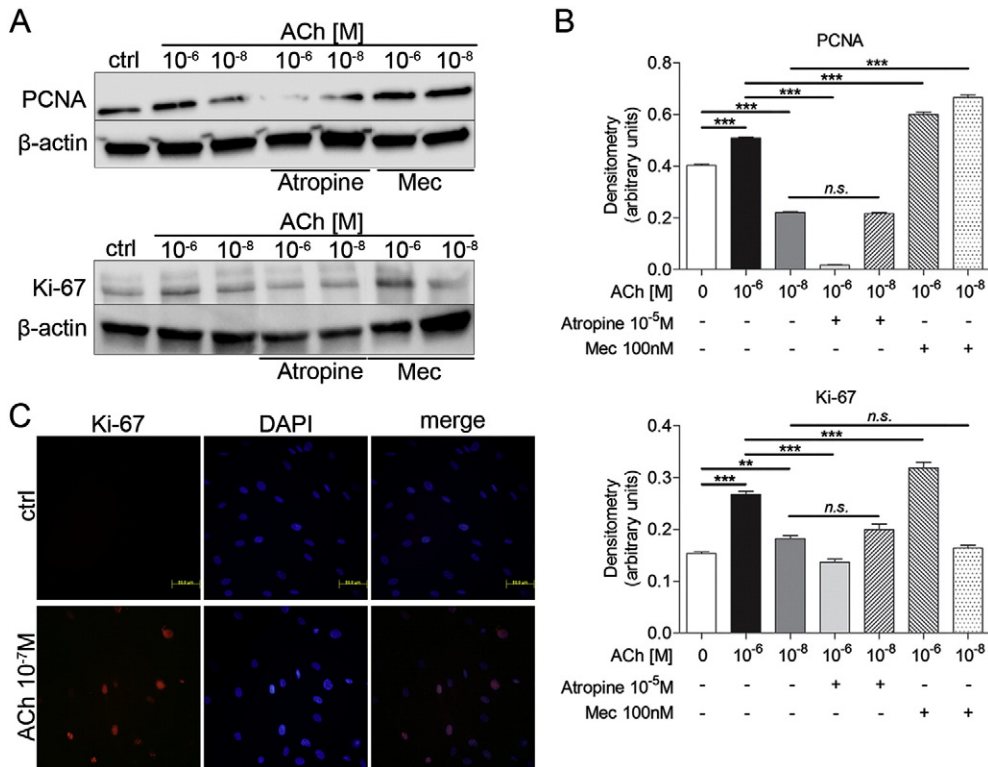 A
ACh [M]
ctrl 10⁻⁶ 10⁻⁸ 10⁻⁶ 10⁻⁸ 10⁻⁶ 10⁻⁸
PCNA
β-actin
Atropine Mec
ACh [M]
ctrl 10⁻⁶ 10⁻⁸ 10⁻⁶ 10⁻⁸ 10⁻⁶ 10⁻⁸
Ki-67
β-actin
Atropine Mec
B
PCNA
***
***
***
***
***
n.s.
Densitometry
(arbitrary units)
0.6
0.4
0.2
0.0
ACh [M] 0 10⁻⁶ 10⁻⁸ 10⁻⁶ 10⁻⁸ 10⁻⁶ 10⁻⁸
Atropine 10⁻⁵M - - - + + - -
Mec 100nM - - - - - + +
Ki-67
n.s.
***
***
**
***
n.s.
Densitometry
(arbitrary units)
0.3
0.2
0.1
0.0
ACh [M] 0 10⁻⁶ 10⁻⁸ 10⁻⁶ 10⁻⁸ 10⁻⁶ 10⁻⁸
Atropine 10⁻⁵M - - - + + - -
Mec 100nM - - - - - + +
C
Ki-67 DAPI merge
ctrl
ACh 10⁻⁷M